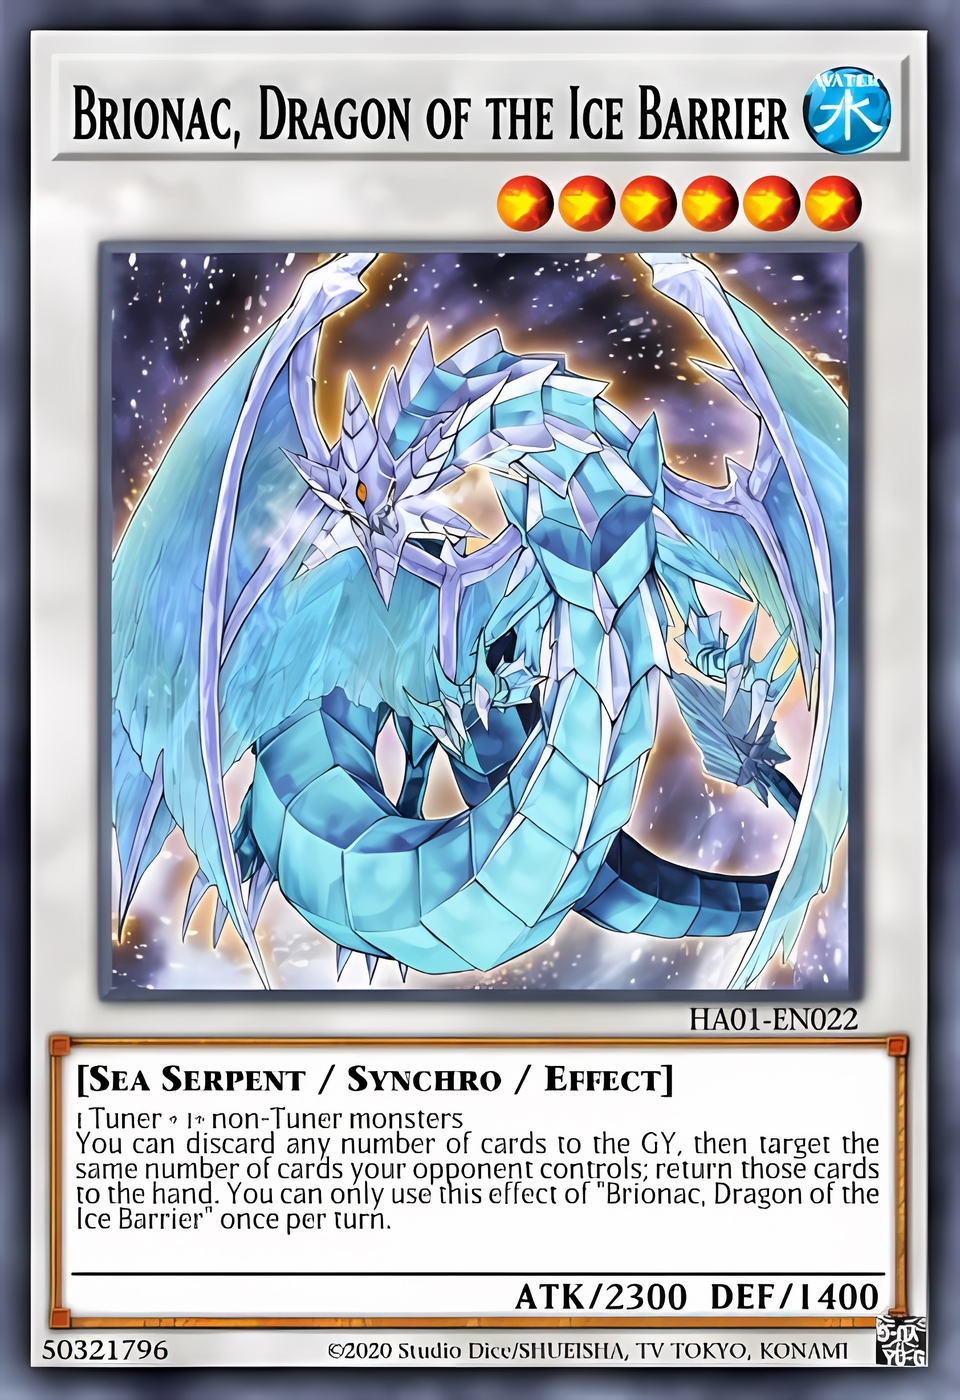 Brionac, Dragon of the Ice Barrier
WATER
水
HA01-EN022
[Sea Serpent / Synchro / Effect]
1 Tuner + 1+ non-Tuner monsters
You can discard any number of cards to the GY, then target the
same number of cards your opponent controls; return those cards
to the hand. You can only use this effect of "Brionac, Dragon of the
Ice Barrier" once per turn.
ATK/2300 DEF/1400
50321796
©2020 Studio Dice/SHUEISHA, TV TOKYO, KONAMI